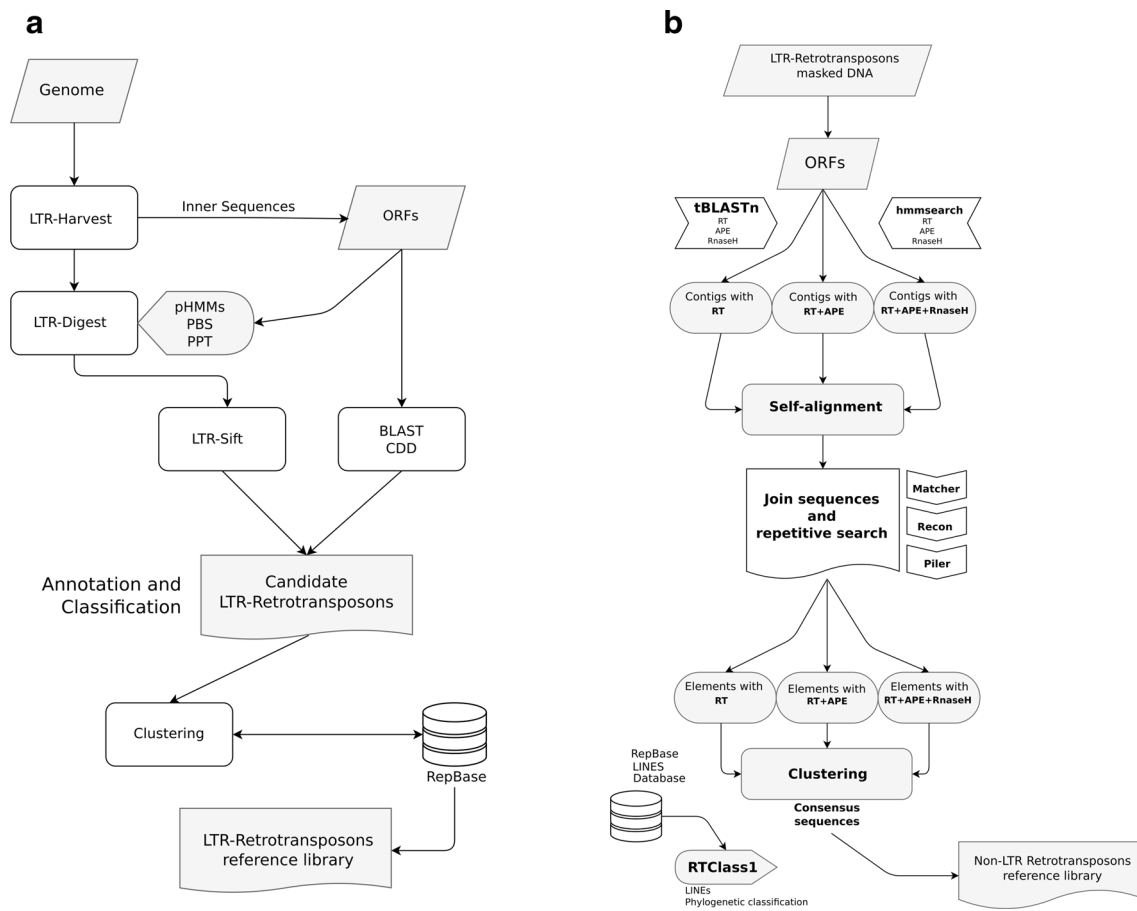 a
Genome
LTR-Harvest
Inner Sequences
ORFs
LTR-Digest
pHMMs
PBS
PPT
LTR-Sift
BLAST
CDD
Annotation and
Classification
Candidate
LTR-Retrotransposons
Clustering
RepBase
LTR-Retrotransposons
reference library
b
LTR-Retrotransposons
masked DNA
ORFs
tBLASTn
RT
APE
RnaseH
hmmsearch
RT
APE
RnaseH
Contigs with
RT
Contigs with
RT+APE
Contigs with
RT+APE+RnaseH
Self-alignment
Join sequences
and
repetitive search
Matcher
Recon
Piler
Elements with
RT
Elements with
RT+APE
Elements with
RT+APE+RnaseH
Clustering
Consensus
sequences
RepBase
LINES
Database
RTClass1
LINEs
Phylogenetic classification
Non-LTR Retrotransposons
reference library